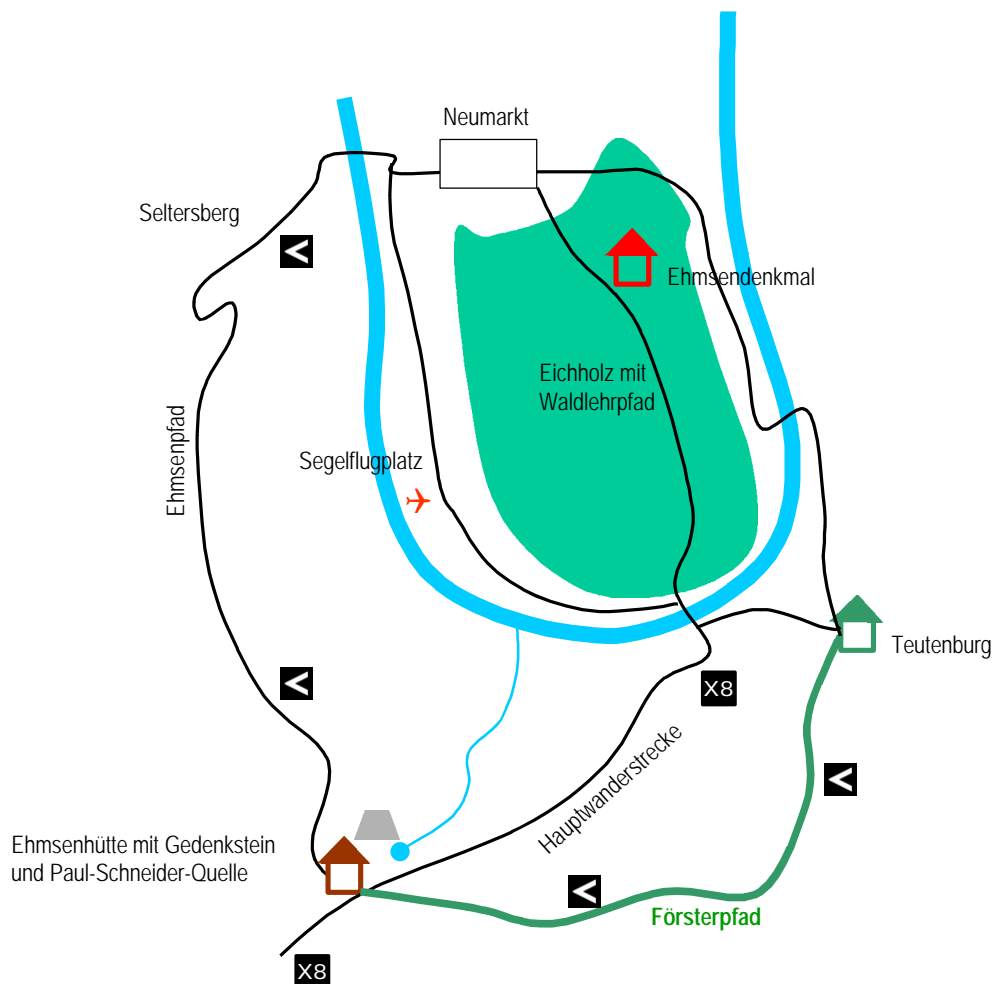 Neumarkt
Seltersberg
<
Ehmsendenkmal
Eichholz mit
Waldlehrpfad
Ehmsenpfad
Segelflugplatz
Teutenburg
<
X8
Hauptwanderstrecke
<
Ehmsenhütte mit Gedenkstein
und Paul-Schneider-Quelle
<
Försterpfad
X8